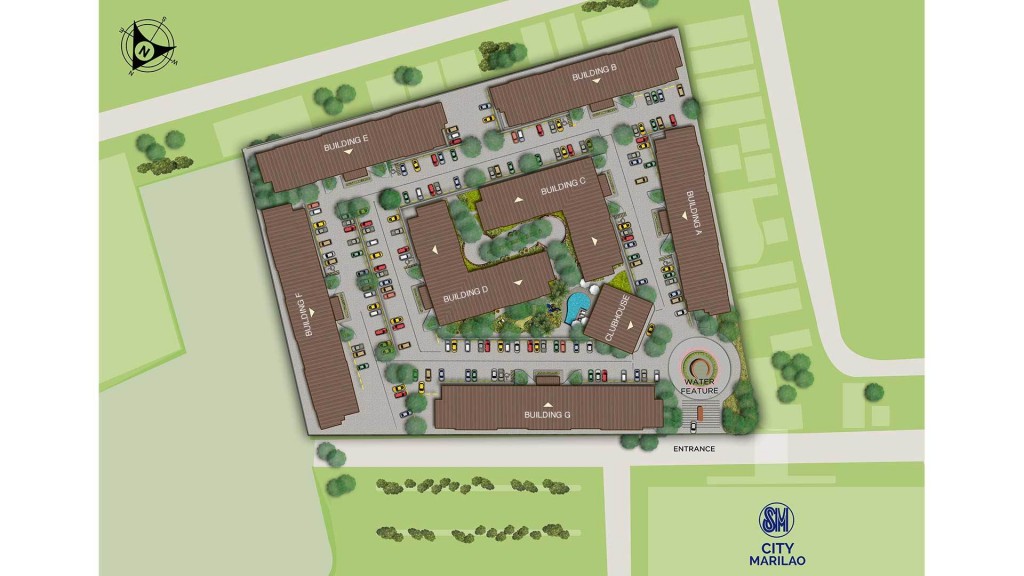 S
E
N
W
N
BUILDING B
BUILDING E
BUILDING C
BUILDING A
BUILDING D
BUILDING F
CLUBHOUSE
WATER
FEATURE
BUILDING G
ENTRANCE
SM
CITY
MARILAO